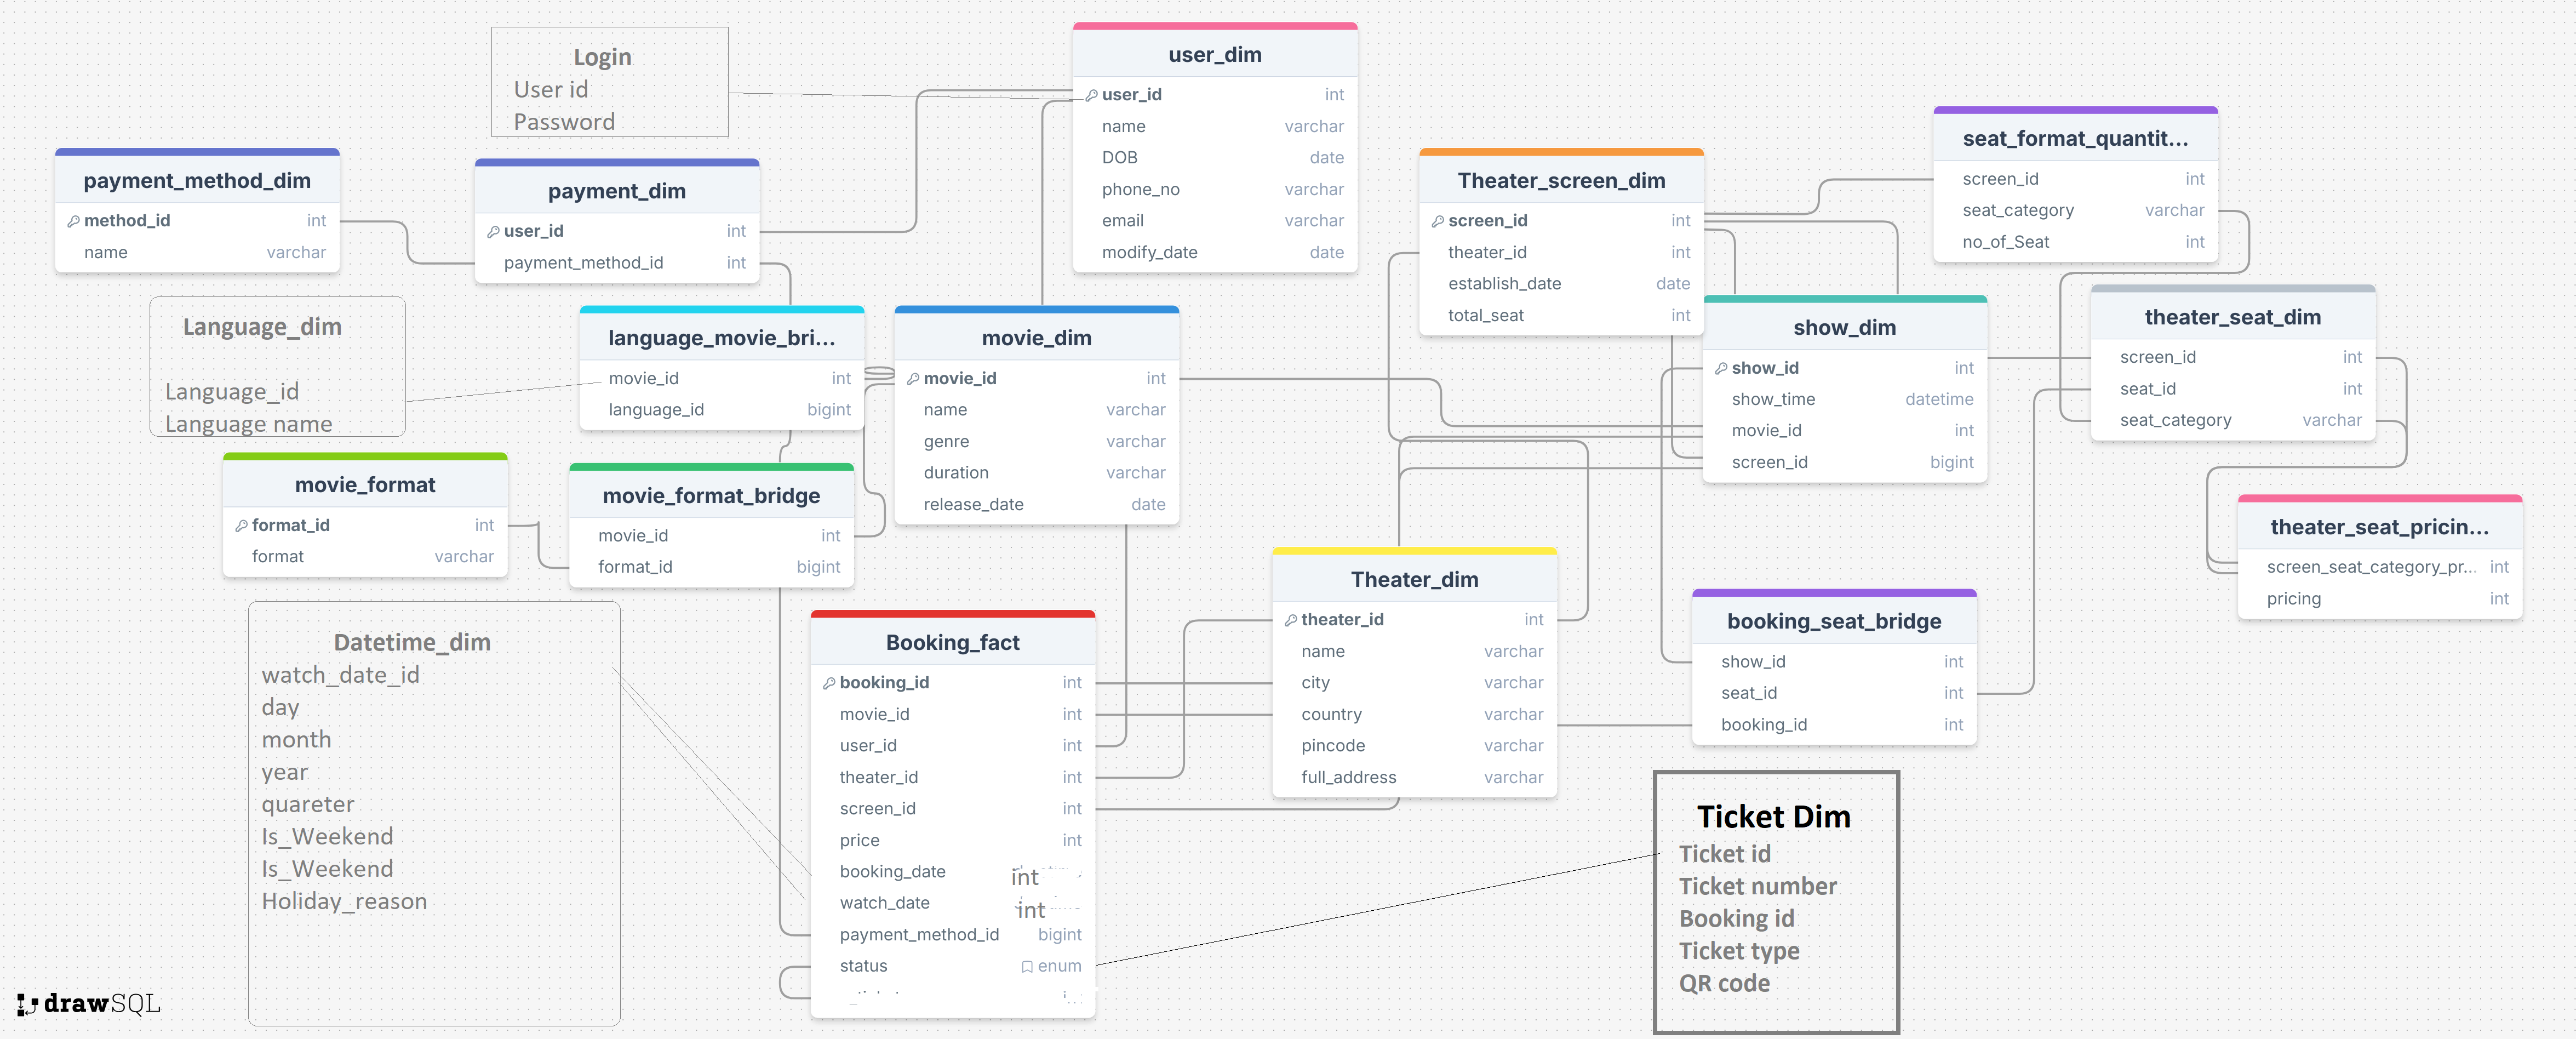 Login
User id
Password
user_dim
user_id int
name varchar
DOB date
phone_no varchar
email varchar
modify_date date
payment_method_dim
method_id int
name varchar
payment_dim
user_id int
payment_method_id int
Theater_screen_dim
screen_id int
theater_id int
establish_date date
total_seat int
seat_format_quantit...
screen_id int
seat_category varchar
no_of_Seat int
Language_dim
Language_id
Language name
language_movie_bri...
movie_id int
language_id bigint
movie_dim
movie_id int
name varchar
genre varchar
duration varchar
release_date date
show_dim
show_id int
show_time datetime
movie_id int
screen_id bigint
theater_seat_dim
screen_id int
seat_id int
seat_category varchar
movie_format
format_id int
format varchar
movie_format_bridge
movie_id int
format_id bigint
theater_seat_pricin...
screen_seat_category_pr... int
pricing int
Datetime_dim
watch_date_id
day
month
year
quareter
Is_Weekend
Is_Weekend
Holiday_reason
Booking_fact
booking_id int
movie_id int
user_id int
theater_id int
screen_id int
price int
booking_date int
watch_date int
payment_method_id bigint
status enum
Theater_dim
theater_id int
name varchar
city varchar
country varchar
pincode varchar
full_address varchar
booking_seat_bridge
show_id int
seat_id int
booking_id int
Ticket Dim
Ticket id
Ticket number
Booking id
Ticket type
QR code
drawSQL